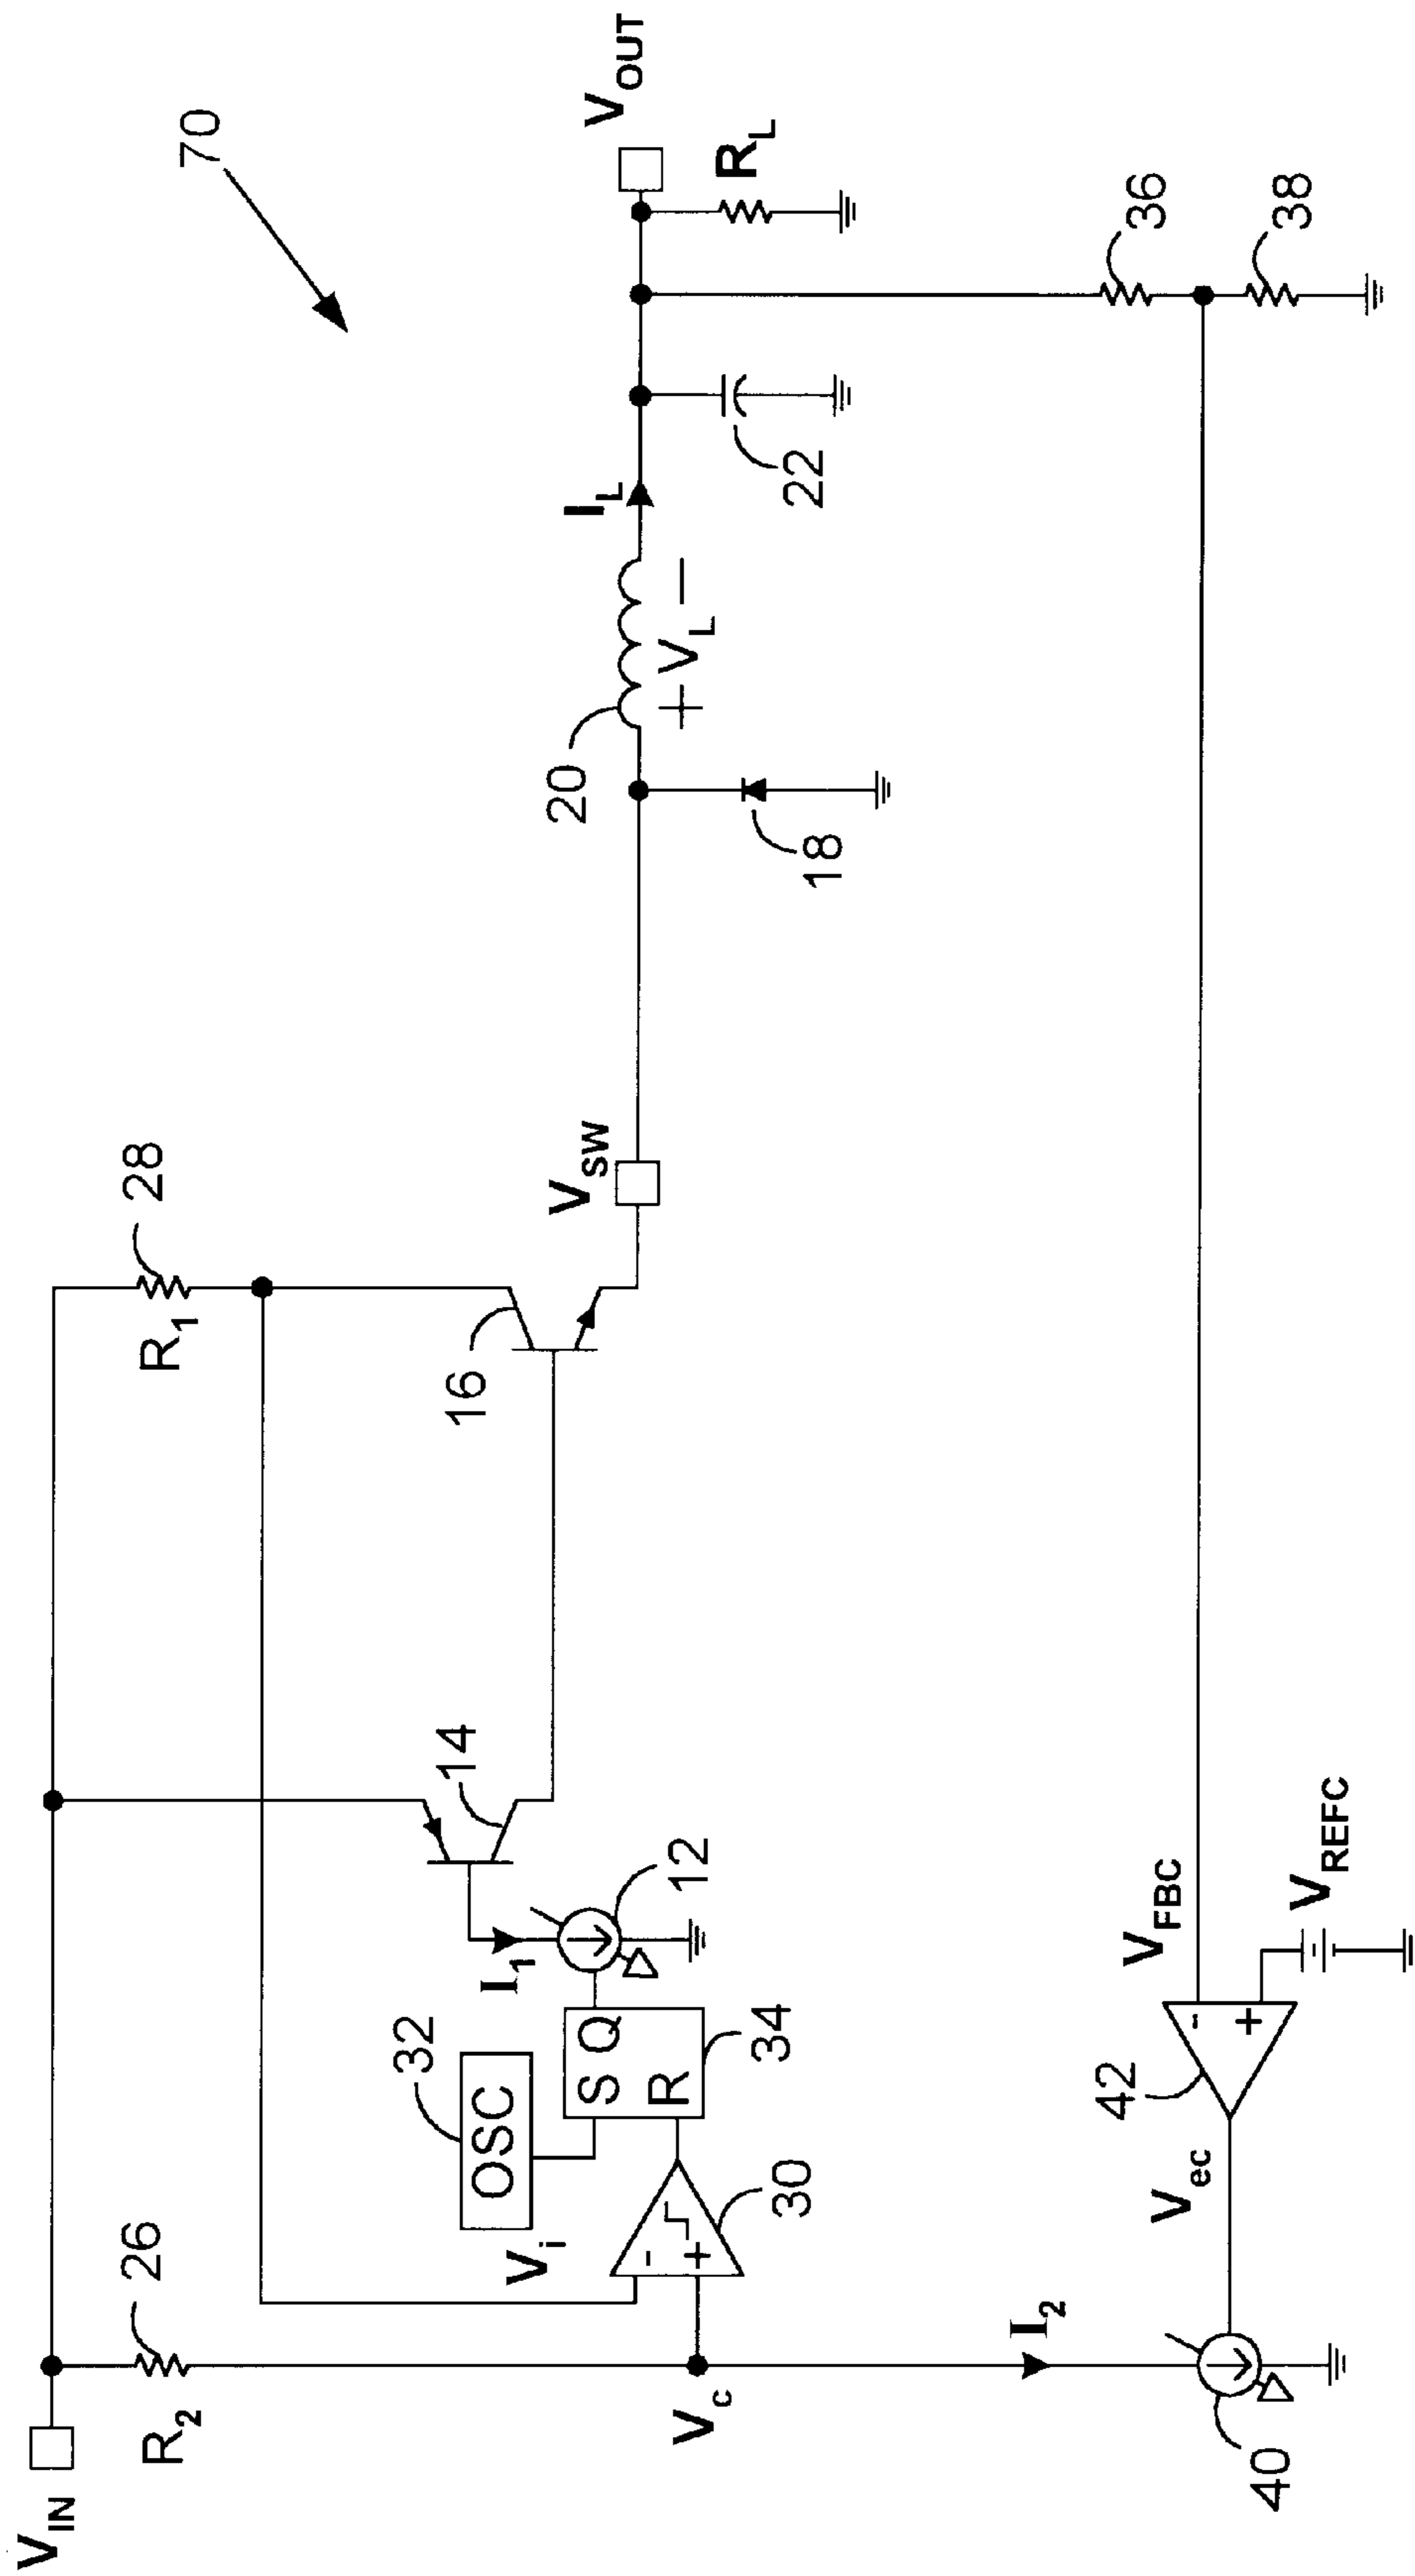 70
V_IN
R_2
26
R_1
28
14
16
V_SW
20
I_L
V_OUT
+ V_L −
R_L
18
22
32
OSC
I_1
12
V_i
S Q
R
34
-
+
30
V_c
I_2
36
38
V_FBC
V_ec
42
-
+
V_REFC
40